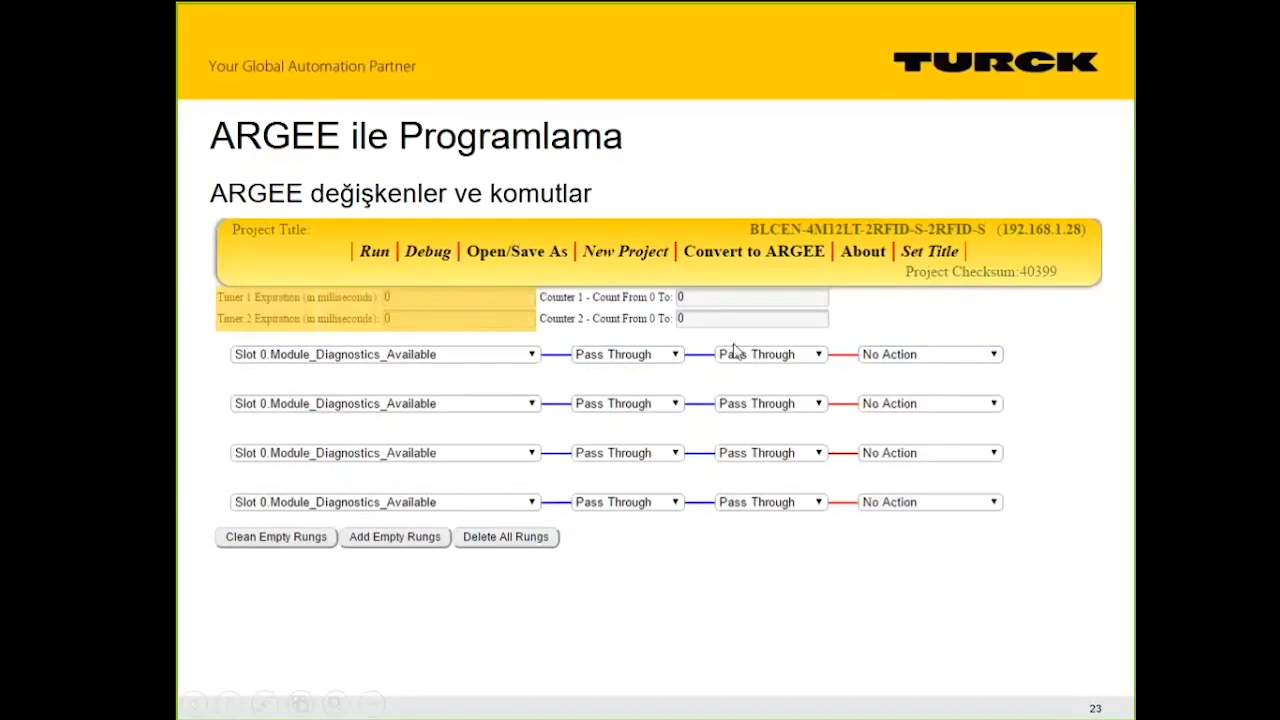 Your Global Automation Partner
TURCK
ARGEE ile Programlama
ARGEE değişkenler ve komutlar
Project Title: BLCEN-4M12LT-2RFID-S-2RFID-S (192.168.1.28)
| Run | Debug | Open/Save As | New Project | Convert to ARGEE | About | Set Title |
Project Checksum:40399
Timer 1 Expiration (in milliseconds): 0 Counter 1 - Count From 0 To: 0
Timer 2 Expiration (in milliseconds): 0 Counter 2 - Count From 0 To: 0
Slot 0.Module_Diagnostics_Available Pass Through Pass Through No Action
Slot 0.Module_Diagnostics_Available Pass Through Pass Through No Action
Slot 0.Module_Diagnostics_Available Pass Through Pass Through No Action
Slot 0.Module_Diagnostics_Available Pass Through Pass Through No Action
Clean Empty Rungs Add Empty Rungs Delete All Rungs
23